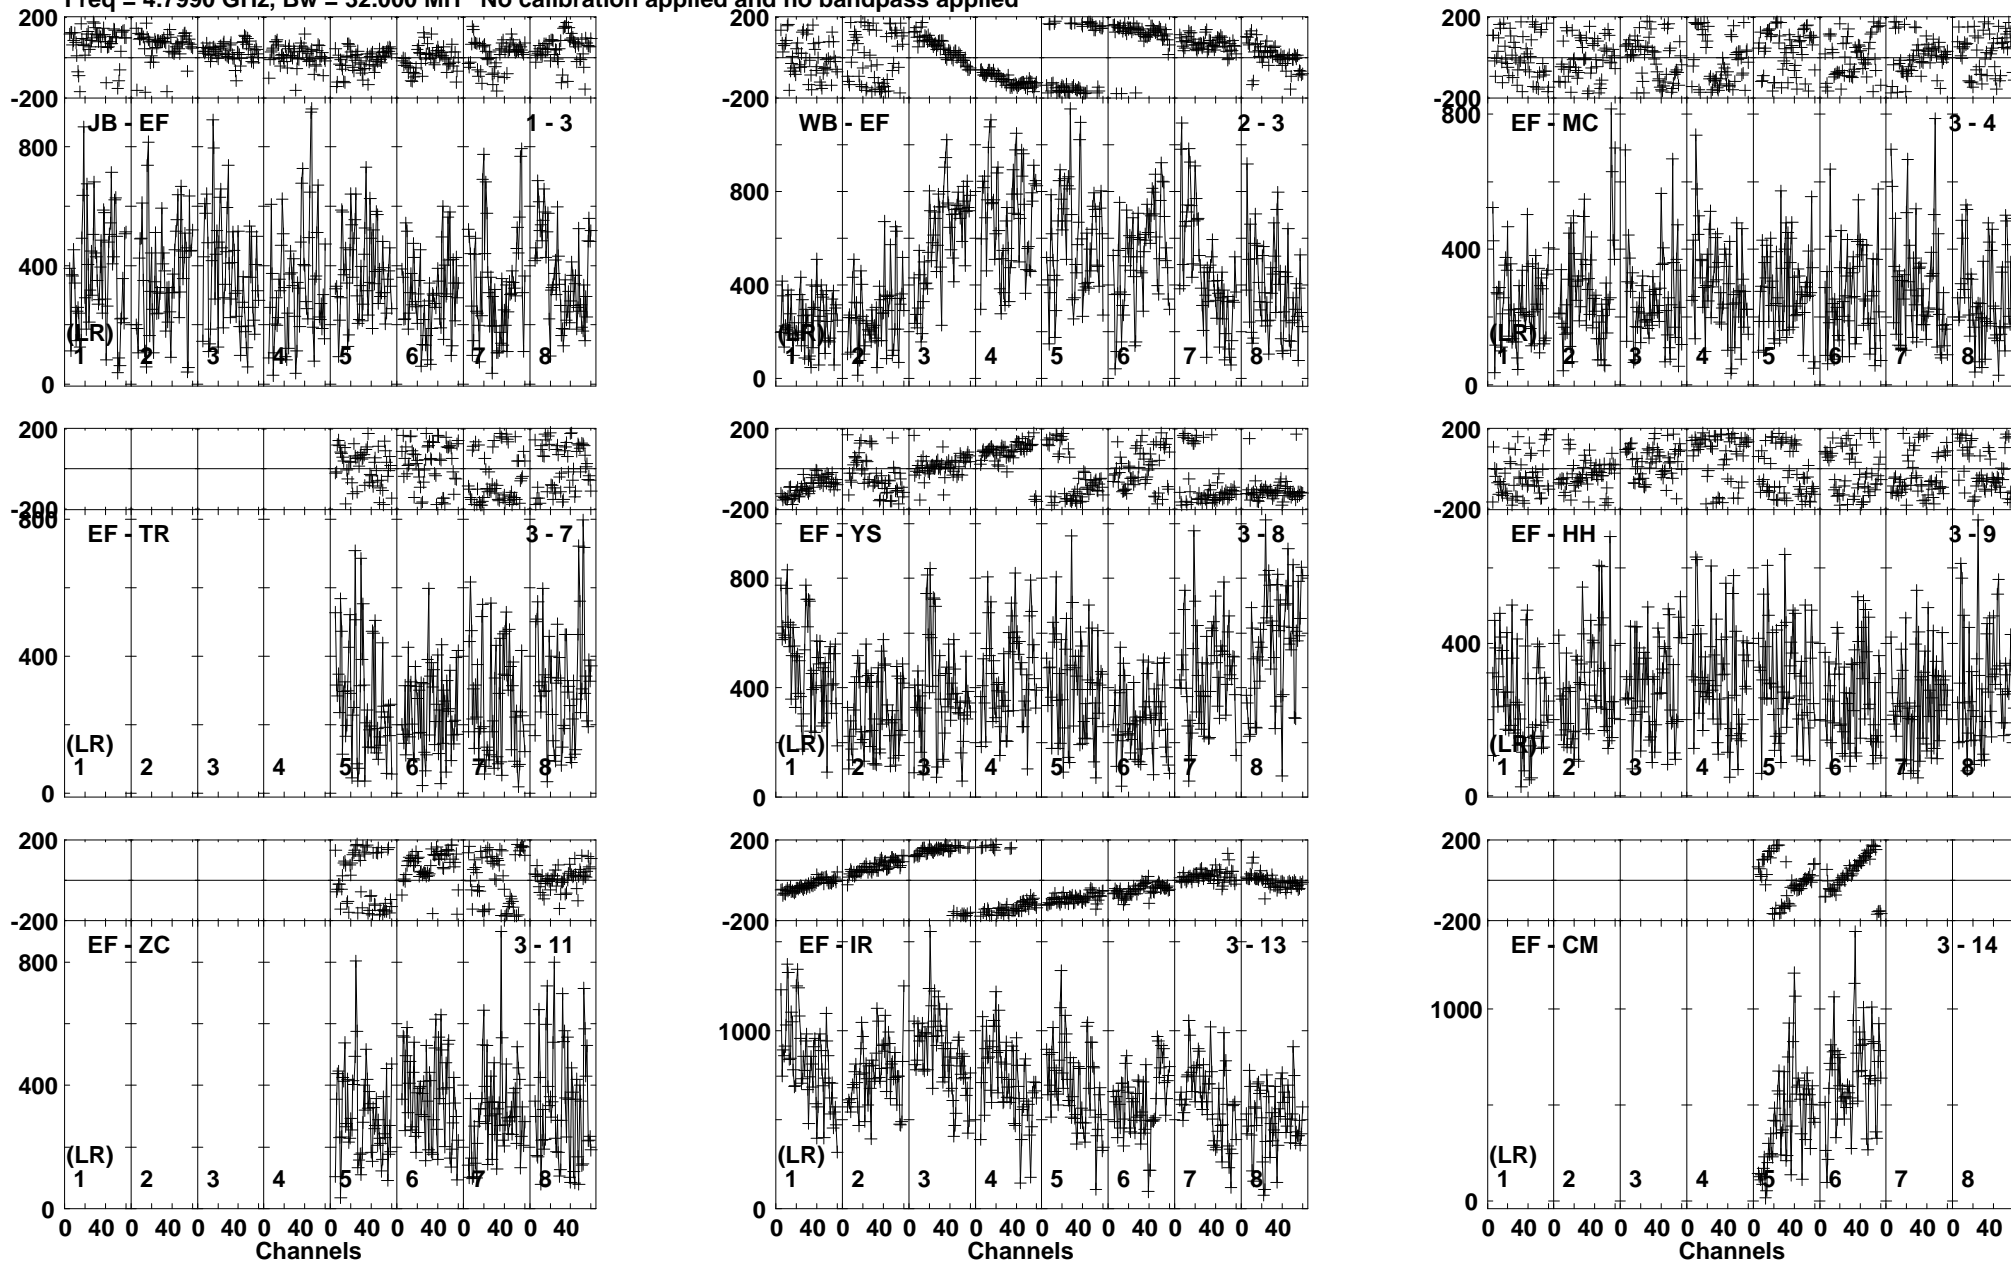 Freq = 4.7990 GHz, Bw = 32.000 MH No calibration applied and no bandpass applied
200
-200
JB - EF 1 - 3
800
400
(LR)
0
1 2 3 4 5 6 7 8
200
-200
WB - EF 2 - 3
800
400
(LR)
0
1 2 3 4 5 6 7 8
200
-200
EF - MC 3 - 4
800
400
(LR)
0
1 2 3 4 5 6 7 8
200
-200
EF - TR 3 - 7
800
400
(LR)
0
1 2 3 4 5 6 7 8
200
-200
EF - YS 3 - 8
800
400
(LR)
0
1 2 3 4 5 6 7 8
200
-200
EF - HH 3 - 9
400
(LR)
0
1 2 3 4 5 6 7 8
200
-200
EF - ZC 3 - 11
800
400
(LR)
0
1 2 3 4 5 6 7 8
0 40 0 40 0 40 0 40 0 40 0 40 0 40 0 40
Channels
200
-200
EF - IR 3 - 13
1000
(LR)
0
1 2 3 4 5 6 7 8
0 40 0 40 0 40 0 40 0 40 0 40 0 40 0 40
Channels
200
-200
EF - CM 3 - 14
1000
(LR)
0
1 2 3 4 5 6 7 8
0 40 0 40 0 40 0 40 0 40 0 40 0 40 0 40
Channels